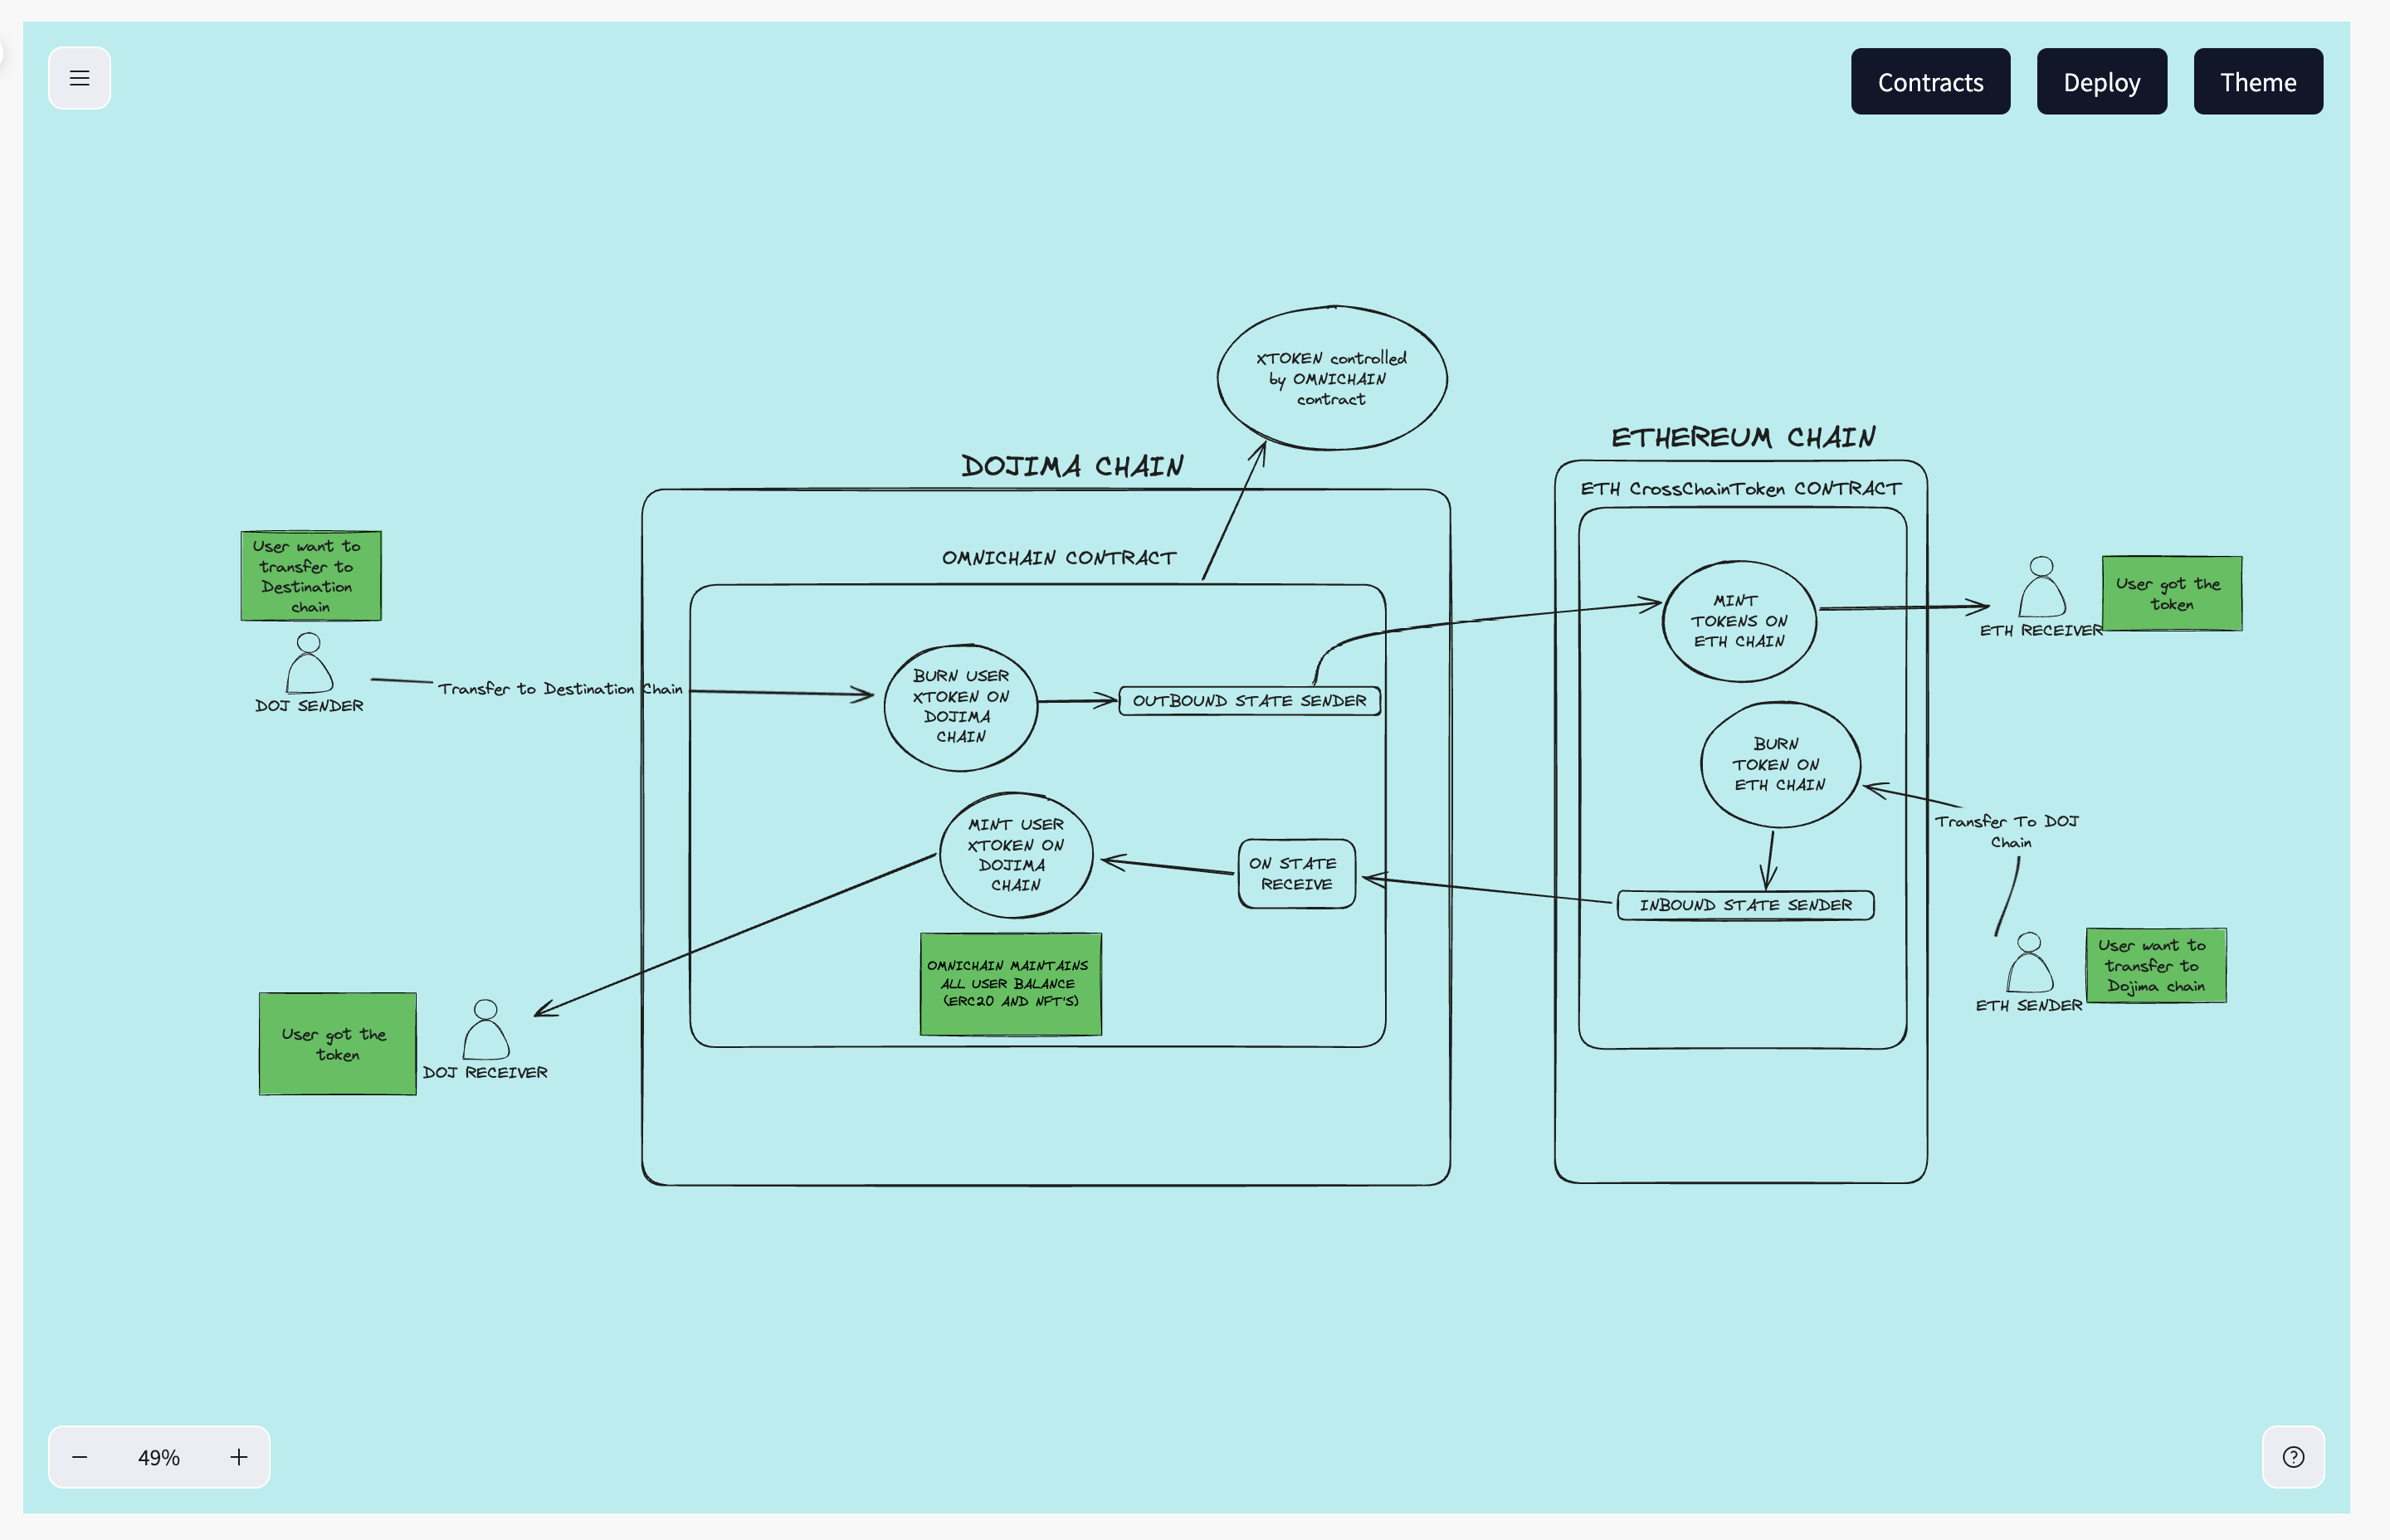 Contracts
Deploy
Theme
XTOKEN controlled
by OMNICHAIN
contract
DOJIMA CHAIN
ETHEREUM CHAIN
ETH CrossChainToken CONTRACT
OMNICHAIN CONTRACT
User want to
transfer to
Destination
chain
DOJ SENDER
Transfer to Destination Chain
BURN USER
XTOKEN ON
DOJIMA
CHAIN
OUTBOUND STATE SENDER
MINT
TOKENS ON
ETH CHAIN
ETH RECEIVER
User got the
token
BURN
TOKEN ON
ETH CHAIN
Transfer To DOJ
Chain
MINT USER
XTOKEN ON
DOJIMA
CHAIN
ON STATE
RECEIVE
INBOUND STATE SENDER
ETH SENDER
User want to
transfer to
Dojima chain
OMNICHAIN MAINTAINS
ALL USER BALANCE
(ERC20 AND NFT'S)
User got the
token
DOJ RECEIVER
49%